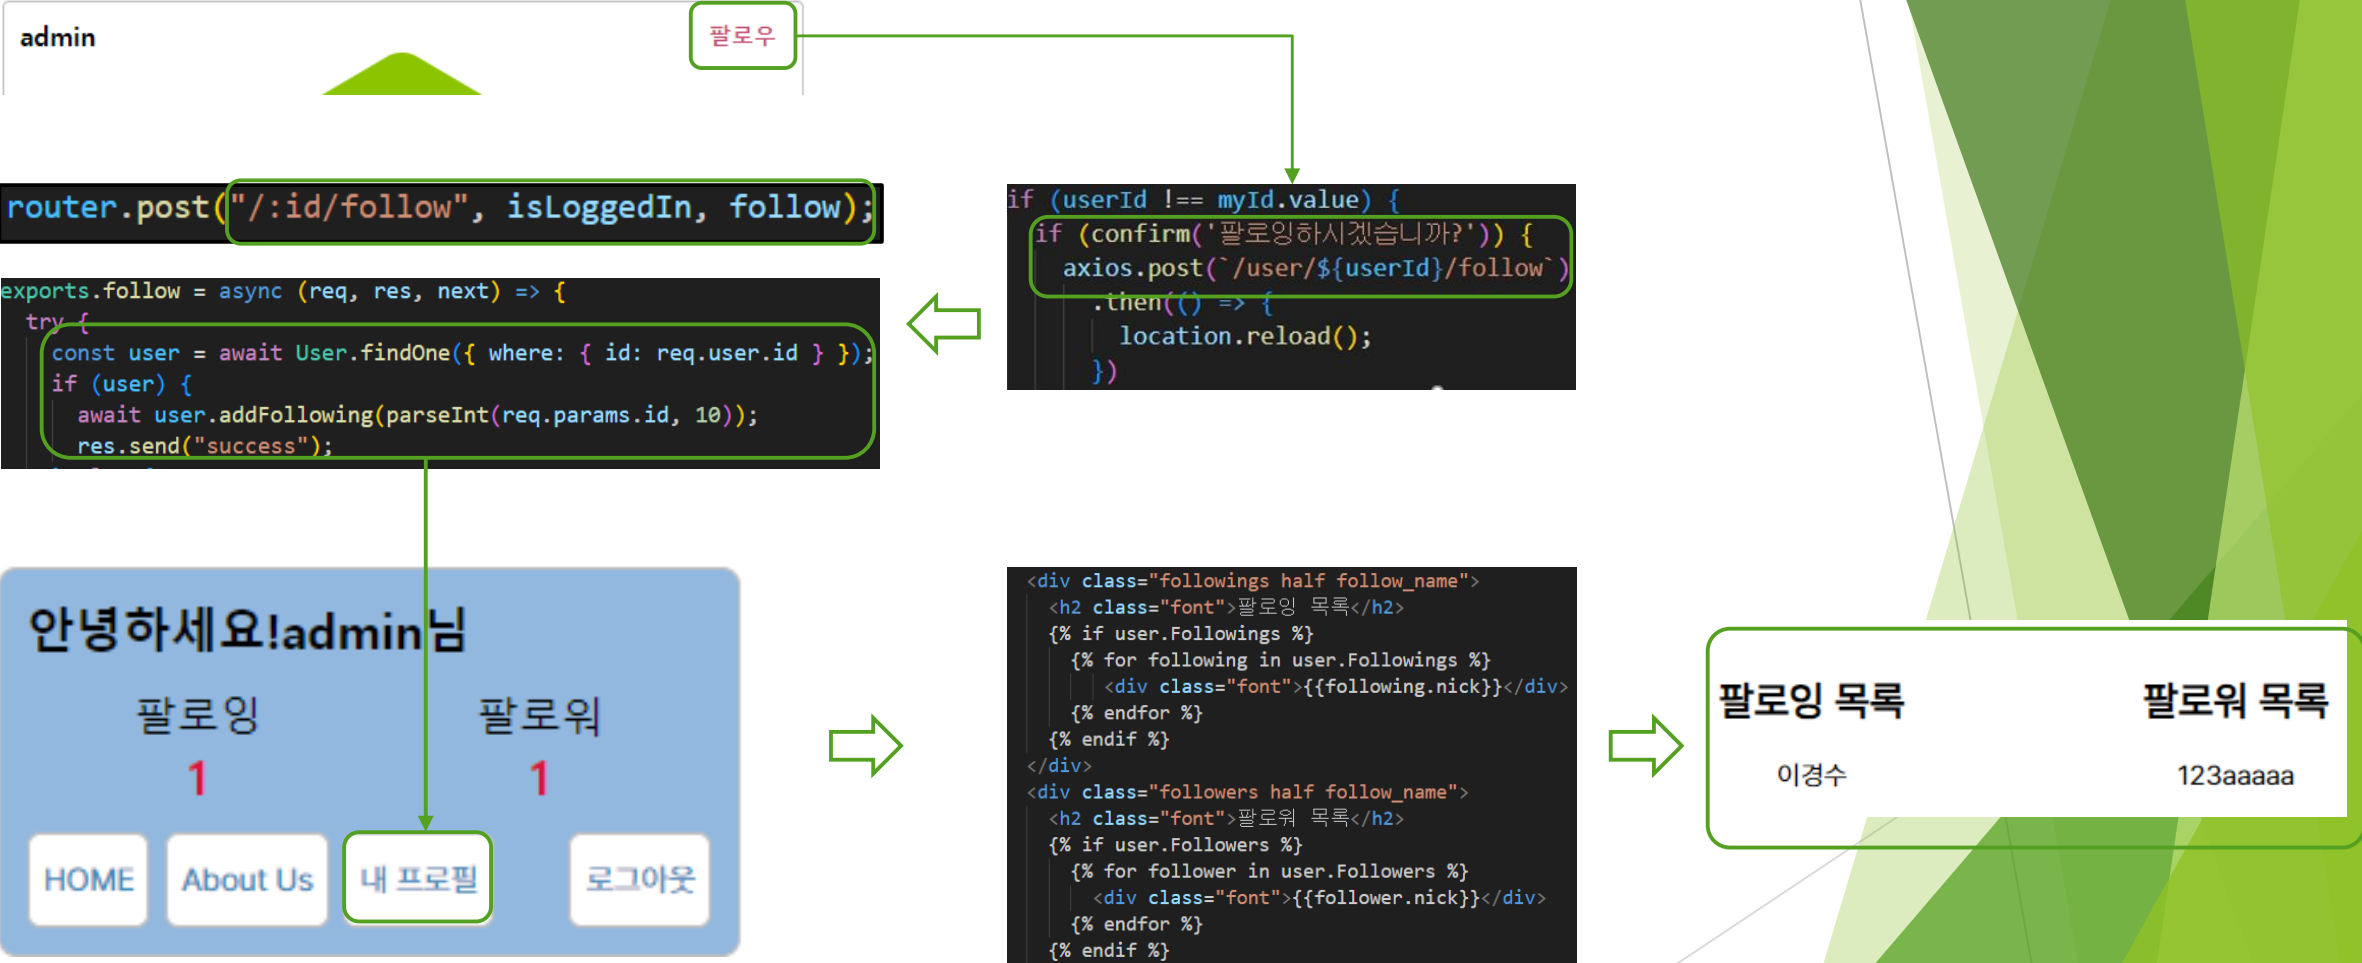 admin
팔로우
router.post("/:id/follow", isLoggedIn, follow);
if (userId !== myId.value) {
if (confirm('팔로잉하시겠습니까?')) {
axios.post(`/user/${userId}/follow`)
.then(() => {
location.reload();
})
exports.follow = async (req, res, next) => {
try {
const user = await User.findOne({ where: { id: req.user.id } });
if (user) {
await user.addFollowing(parseInt(req.params.id, 10));
res.send("success");
안녕하세요!admin님
팔로잉
팔로워
1
1
HOME
About Us
내 프로필
로그아웃
<div class="followings half follow_name">
<h2 class="font">팔로잉 목록</h2>
{% if user.Followings %}
{% for following in user.Followings %}
<div class="font">{{following.nick}}</div>
{% endfor %}
{% endif %}
</div>
<div class="followers half follow_name">
<h2 class="font">팔로워 목록</h2>
{% if user.Followers %}
{% for follower in user.Followers %}
<div class="font">{{follower.nick}}</div>
{% endfor %}
{% endif %}
팔로잉 목록
팔로워 목록
이경수
123aaaaa